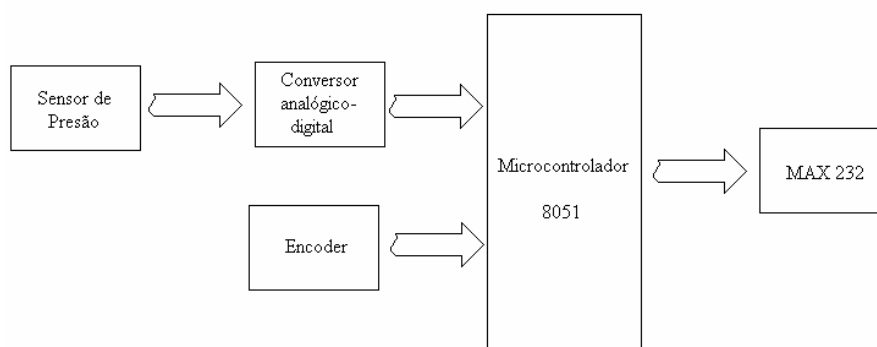 Sensor de
Presão
Conversor
analógico-
digital
Encoder
Microcontrolador
8051
MAX 232